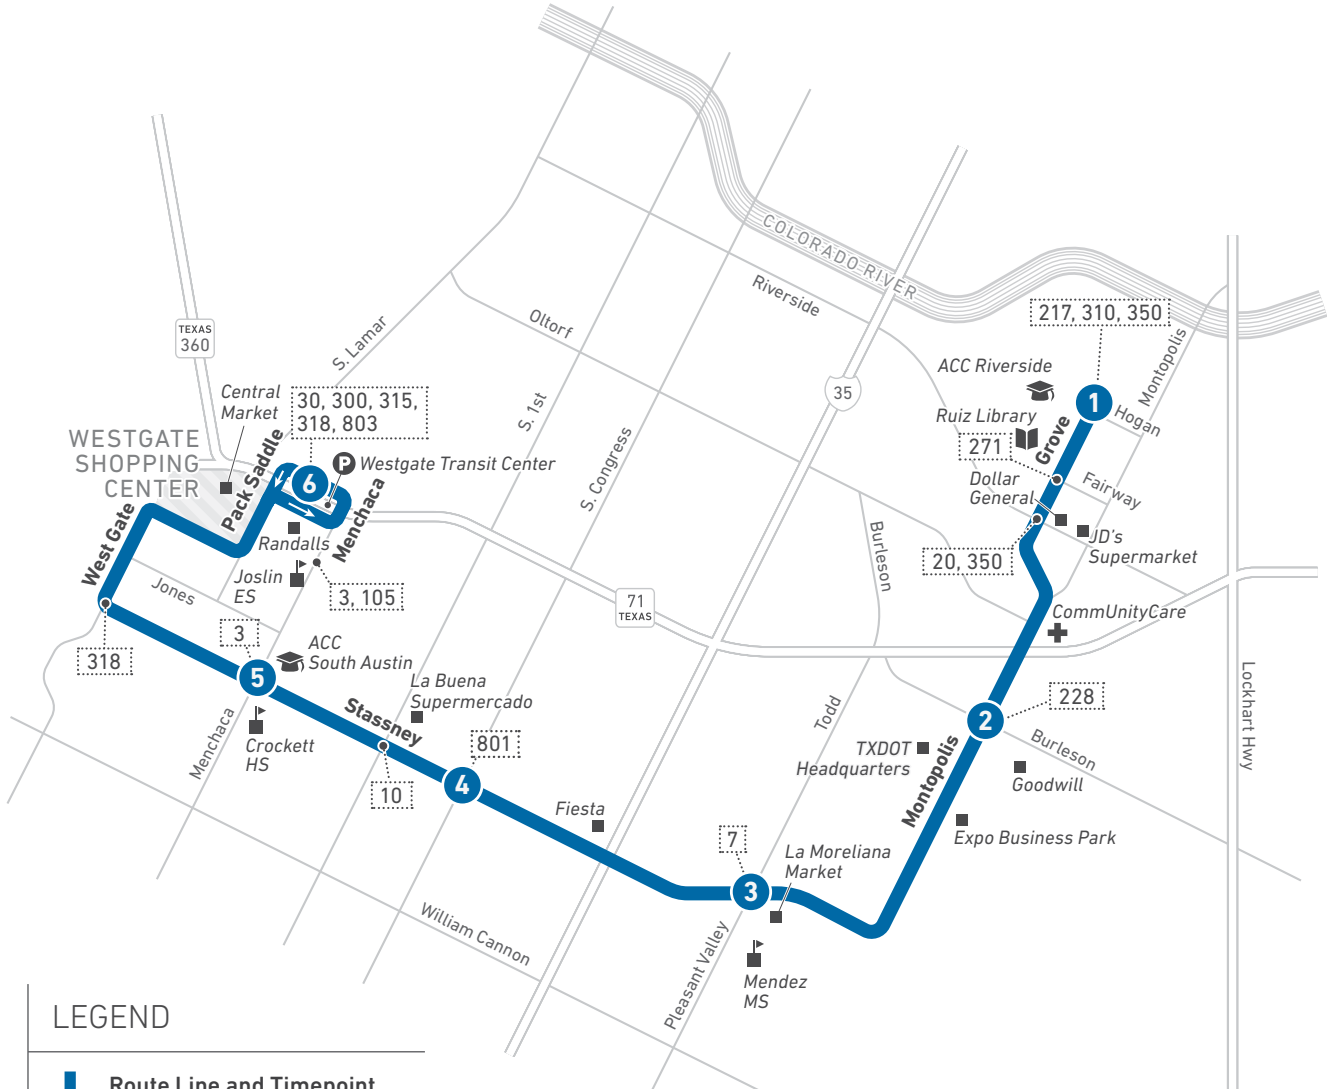 COLORADO RIVER
Riverside
217, 310, 350
TEXAS
360
S. Lamar
Oltorf
35
ACC Riverside
Montopolis
1
Hogan
Central
Market
30, 300, 315,
318, 803
S. 1st
Ruiz Library
Grove
271
WESTGATE
SHOPPING
CENTER
Pack Saddle
6
P
Westgate Transit Center
S. Congress
Dollar
General
Fairway
West Gate
Randalls
Menchaca
Burleson
JD's
Supermarket
20, 350
Joslin
ES
Jones
3, 105
71
TEXAS
CommUnityCare
318
3
ACC
South Austin
5
La Buena
Supermercado
Lockhart Hwy
228
2
Stassney
Todd
Menchaca
Crockett
HS
801
TXDOT
Headquarters
Burleson
Goodwill
10
4
Montopolis
Fiesta
7
Expo Business Park
La Moreliana
Market
3
William Cannon
Pleasant Valley
Mendez
MS
LEGEND
Route Line and Timepoint